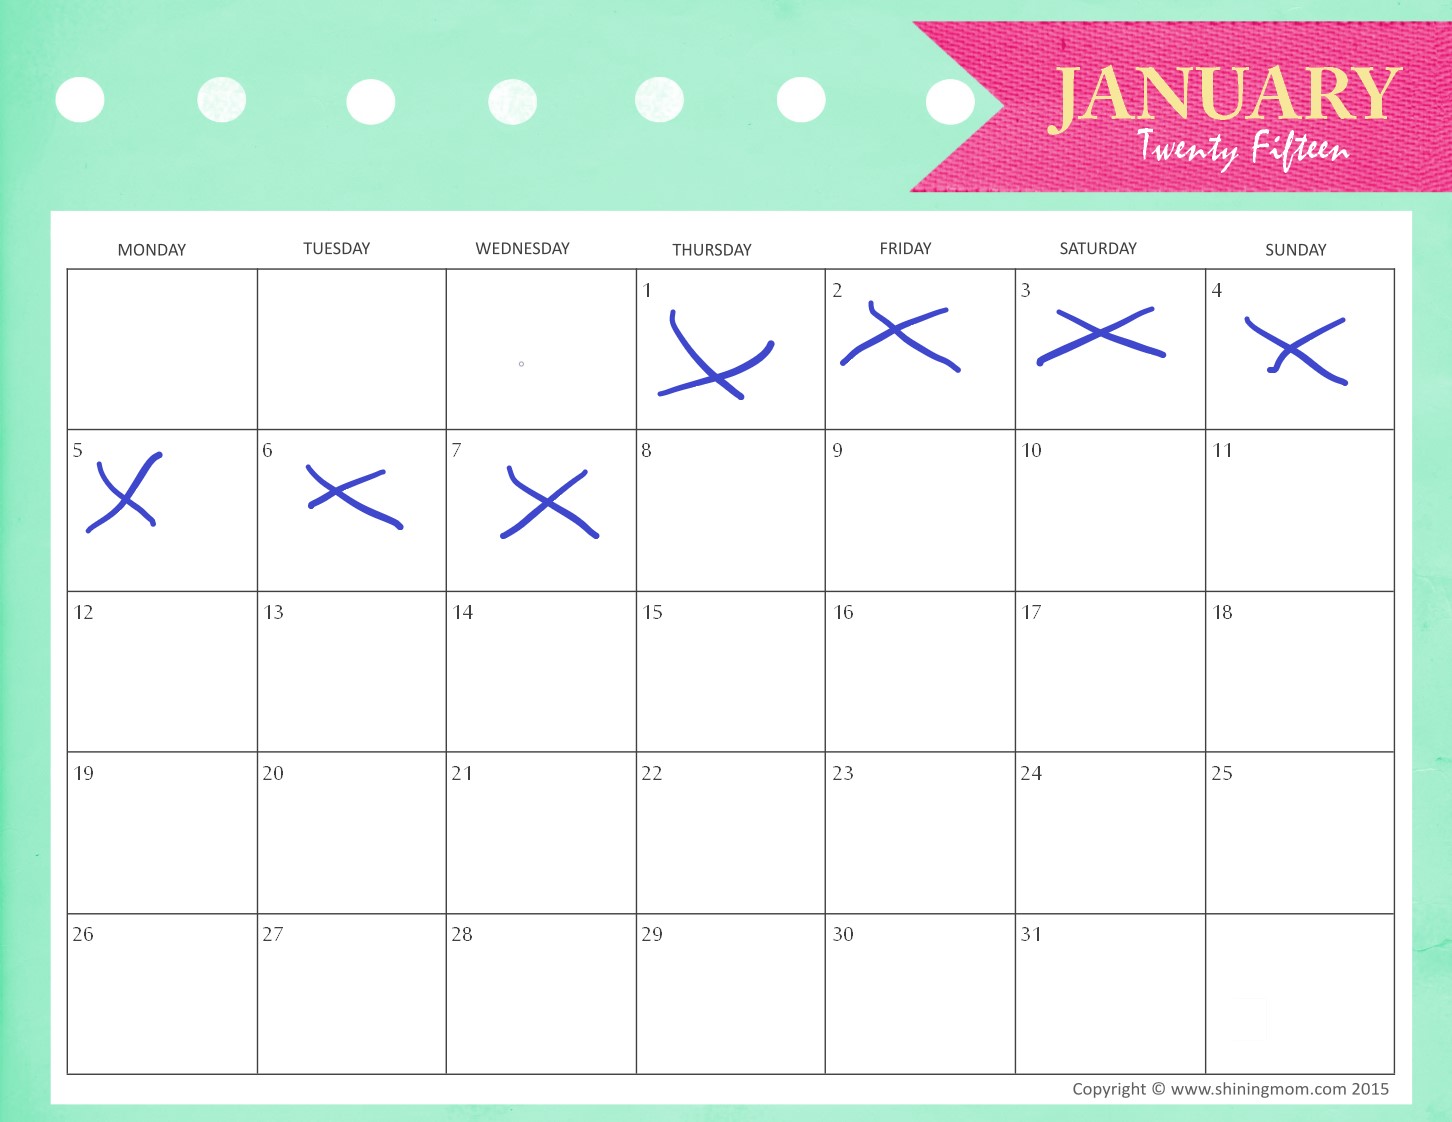 JANUARY
Twenty Fifteen
MONDAY TUESDAY WEDNESDAY THURSDAY FRIDAY SATURDAY SUNDAY
1 2 3 4
5 6 7 8 9 10 11
12 13 14 15 16 17 18
19 20 21 22 23 24 25
26 27 28 29 30 31
Copyright © www.shiningmom.com 2015